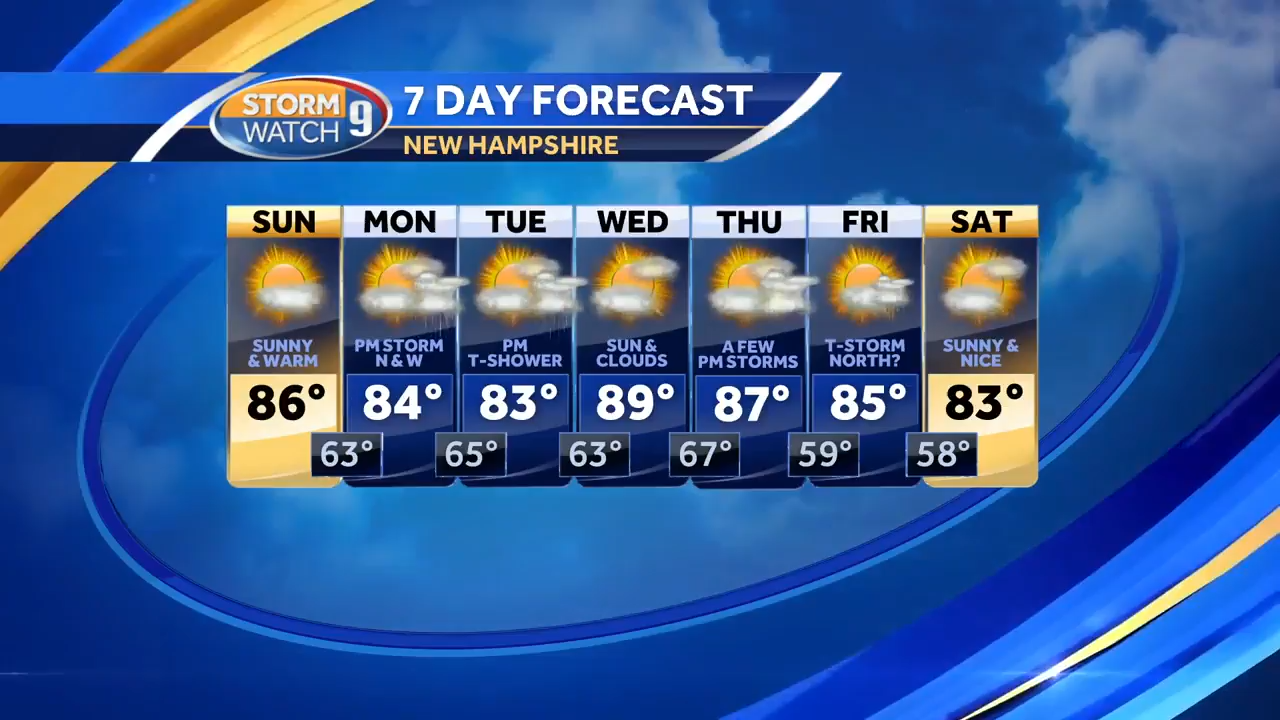 STORM
WATCH 9
7 DAY FORECAST
NEW HAMPSHIRE
SUN MON TUE WED THU FRI SAT
SUNNY
& WARM
PM STORM
N & W
PM
T-SHOWER
SUN &
CLOUDS
A FEW
PM STORMS
T-STORM
NORTH?
SUNNY &
NICE
86° 84° 83° 89° 87° 85° 83°
63° 65° 63° 67° 59° 58°